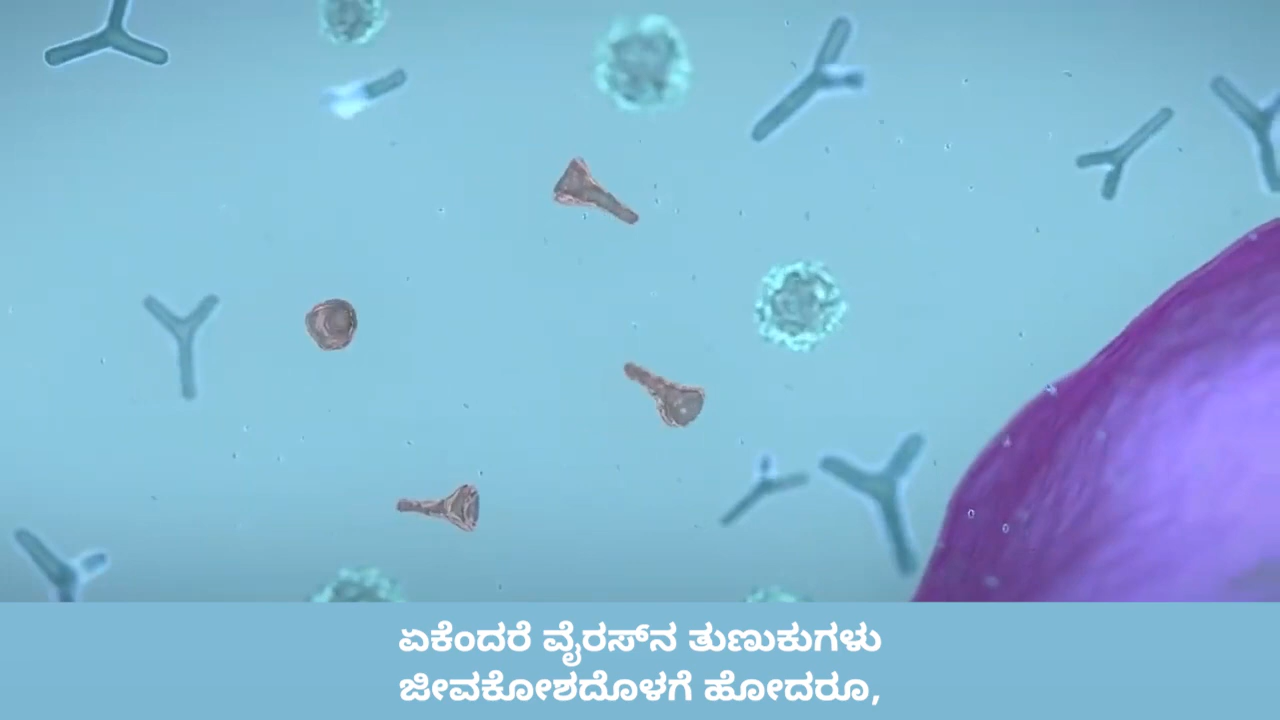 ಏಕೆಂದರೆ ವೈರಸ್‌ನ ತುಣುಕುಗಳು
ಜೀವಕೋಶದೊಳಗೆ ಹೋದರೂ,